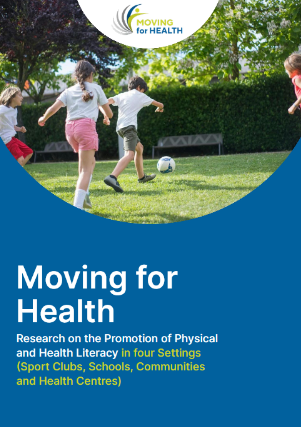 MOVING
for HEALTH
Moving for
Health
Research on the Promotion of Physical
and Health Literacy in four Settings
(Sport Clubs, Schools, Communities
and Health Centres)